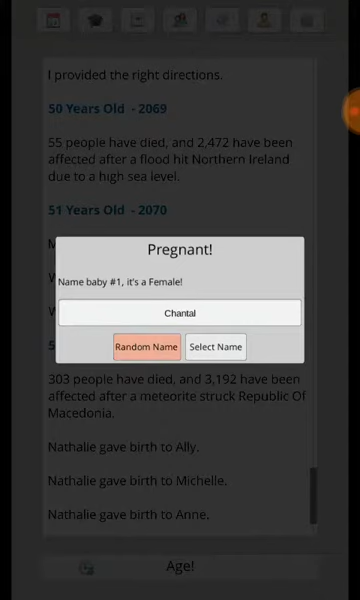 I provided the right directions.
50 Years Old - 2069
55 people have died, and 2,472 have been
affected after a flood hit Northern Ireland
due to a high sea level.
51 Years Old - 2070
M
Pregnant!
Name baby #1, it's a Female!
Chantal
Random Name
Select Name
W
W
5
303 people have died, and 3,192 have been
affected after a meteorite struck Republic Of
Macedonia.
Nathalie gave birth to Ally.
Nathalie gave birth to Michelle.
Nathalie gave birth to Anne.
Age!